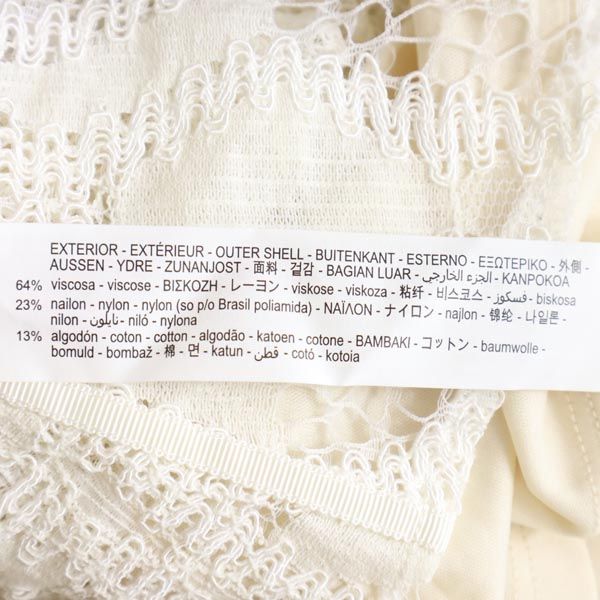 EXTERIOR - EXTÉRIEUR - OUTER SHELL - BUITENKANT - ESTERNO - ΕΞΩΤΕΡΙΚΟ - 外側 -
AUSSEN - YDRE - ZUNANJOST - 面料 - 겉감 - BAGIAN LUAR - الجزء الخارجي - KANPOKOA
64% viscosa - viscose - ΒΙΣΚΟΖΗ - レーヨン - viskose - viskoza - 粘纤 - 비스코스 - فسكوز - biskosa
23% nailon - nylon - nylon (so p/o Brasil poliamida) - ΝΑΪΛΟΝ - ナイロン - najlon - 锦纶 - 나일론 -
nilon - نايلون - niló - nylona
13% algodón - coton - cotton - algodão - katoen - cotone - ΒΑΜΒΑΚΙ - コットン - baumwolle -
bomuld - bombaž - 棉 - 면 - katun - قطن - cotó - kotoia